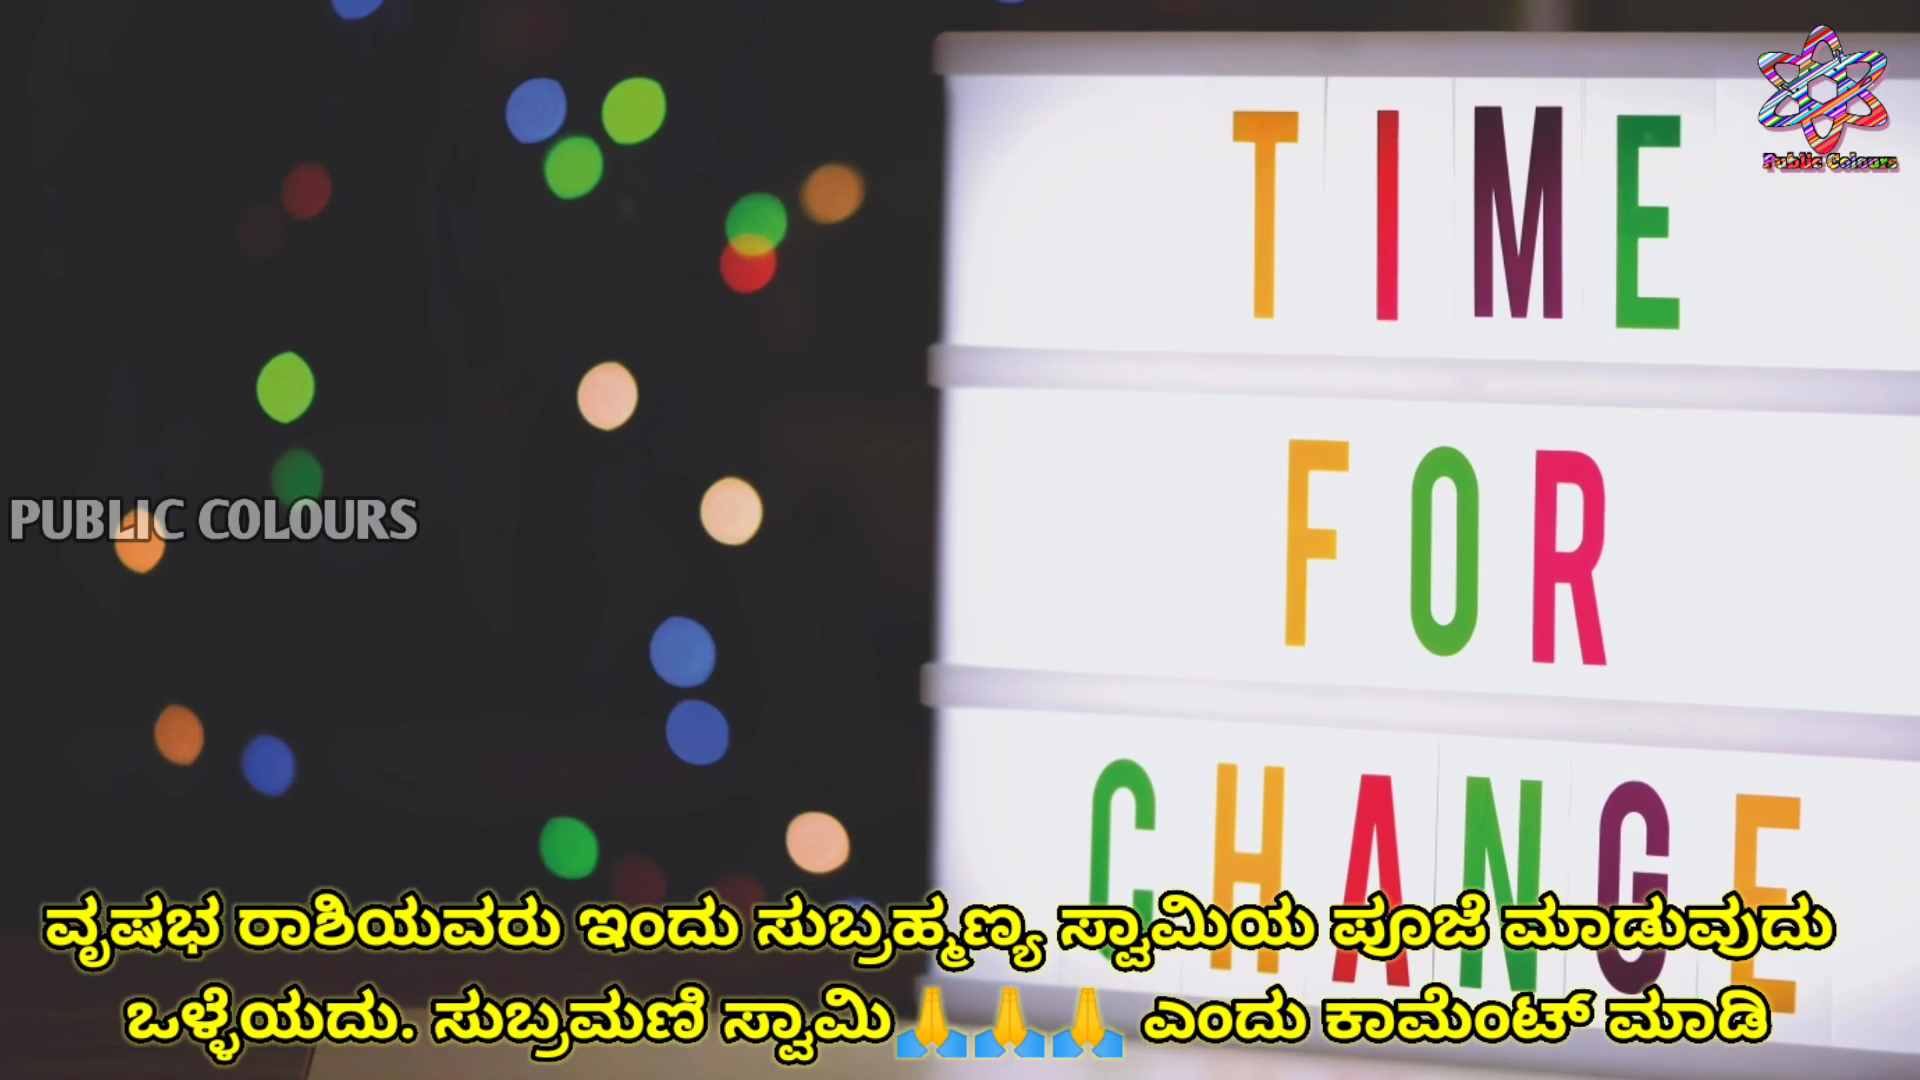 TIME
FOR
CHANGE
Public Colours
PUBLIC COLOURS
ವೃಷಭ ರಾಶಿಯವರು ಇಂದು ಸುಬ್ರಹ್ಮಣ್ಯ ಸ್ವಾಮಿಯ ಪೂಜೆ ಮಾಡುವುದು
ಒಳ್ಳೆಯದು. ಸುಬ್ರಮಣಿ ಸ್ವಾಮಿ🙏🙏🙏 ಎಂದು ಕಾಮೆಂಟ್ ಮಾಡಿ